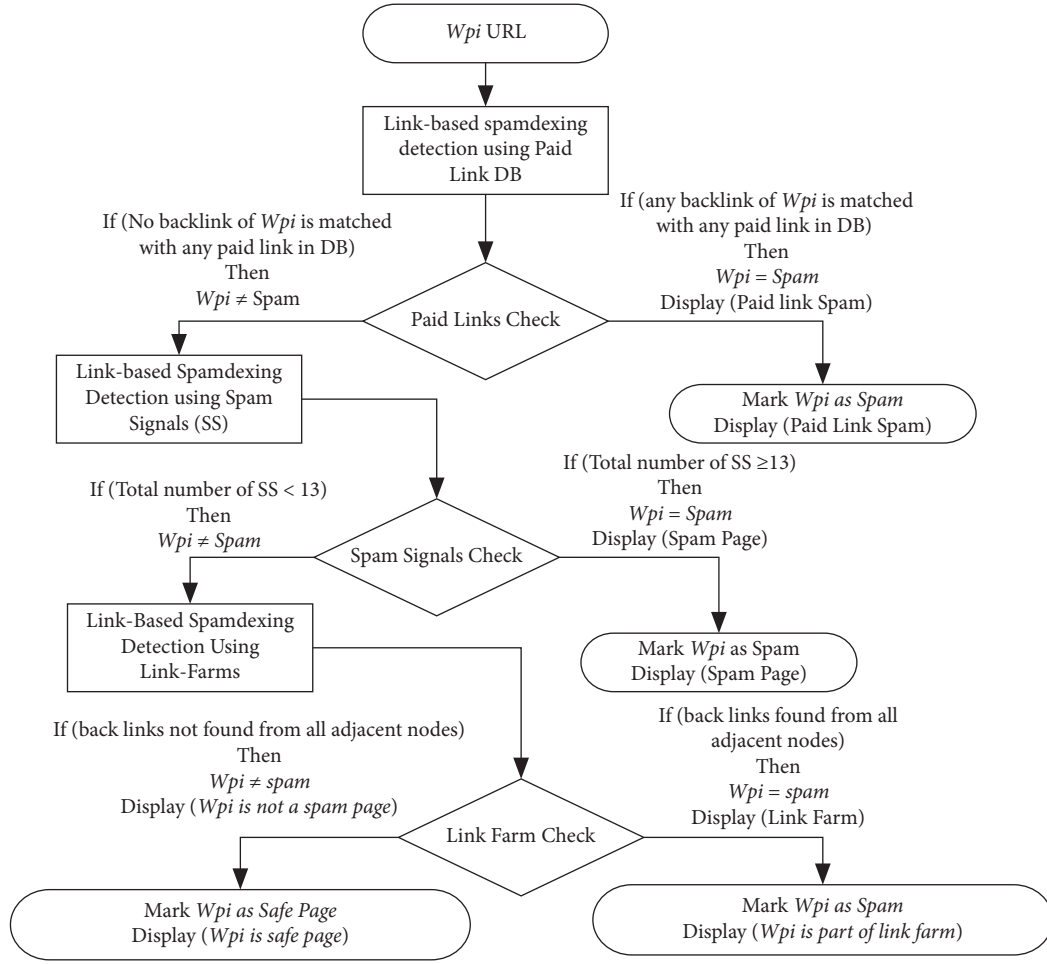 Wpi URL
Link-based spamdexing
detection using Paid
Link DB
If (No backlink of Wpi is matched
with any paid link in DB)
Then
Wpi ≠ Spam
If (any backlink of Wpi is matched
with any paid link in DB)
Then
Wpi = Spam
Display (Paid link Spam)
Paid Links Check
Link-based Spamdexing
Detection using Spam
Signals (SS)
Mark Wpi as Spam
Display (Paid Link Spam)
If (Total number of SS < 13)
Then
Wpi ≠ Spam
If (Total number of SS ≥13)
Then
Wpi = Spam
Display (Spam Page)
Spam Signals Check
Link-Based Spamdexing
Detection Using
Link-Farms
Mark Wpi as Spam
Display (Spam Page)
If (back links not found from all adjacent nodes)
Then
Wpi ≠ spam
Display (Wpi is not a spam page)
If (back links found from all
adjacent nodes)
Then
Wpi = spam
Display (Link Farm)
Link Farm Check
Mark Wpi as Safe Page
Display (Wpi is safe page)
Mark Wpi as Spam
Display (Wpi is part of link farm)